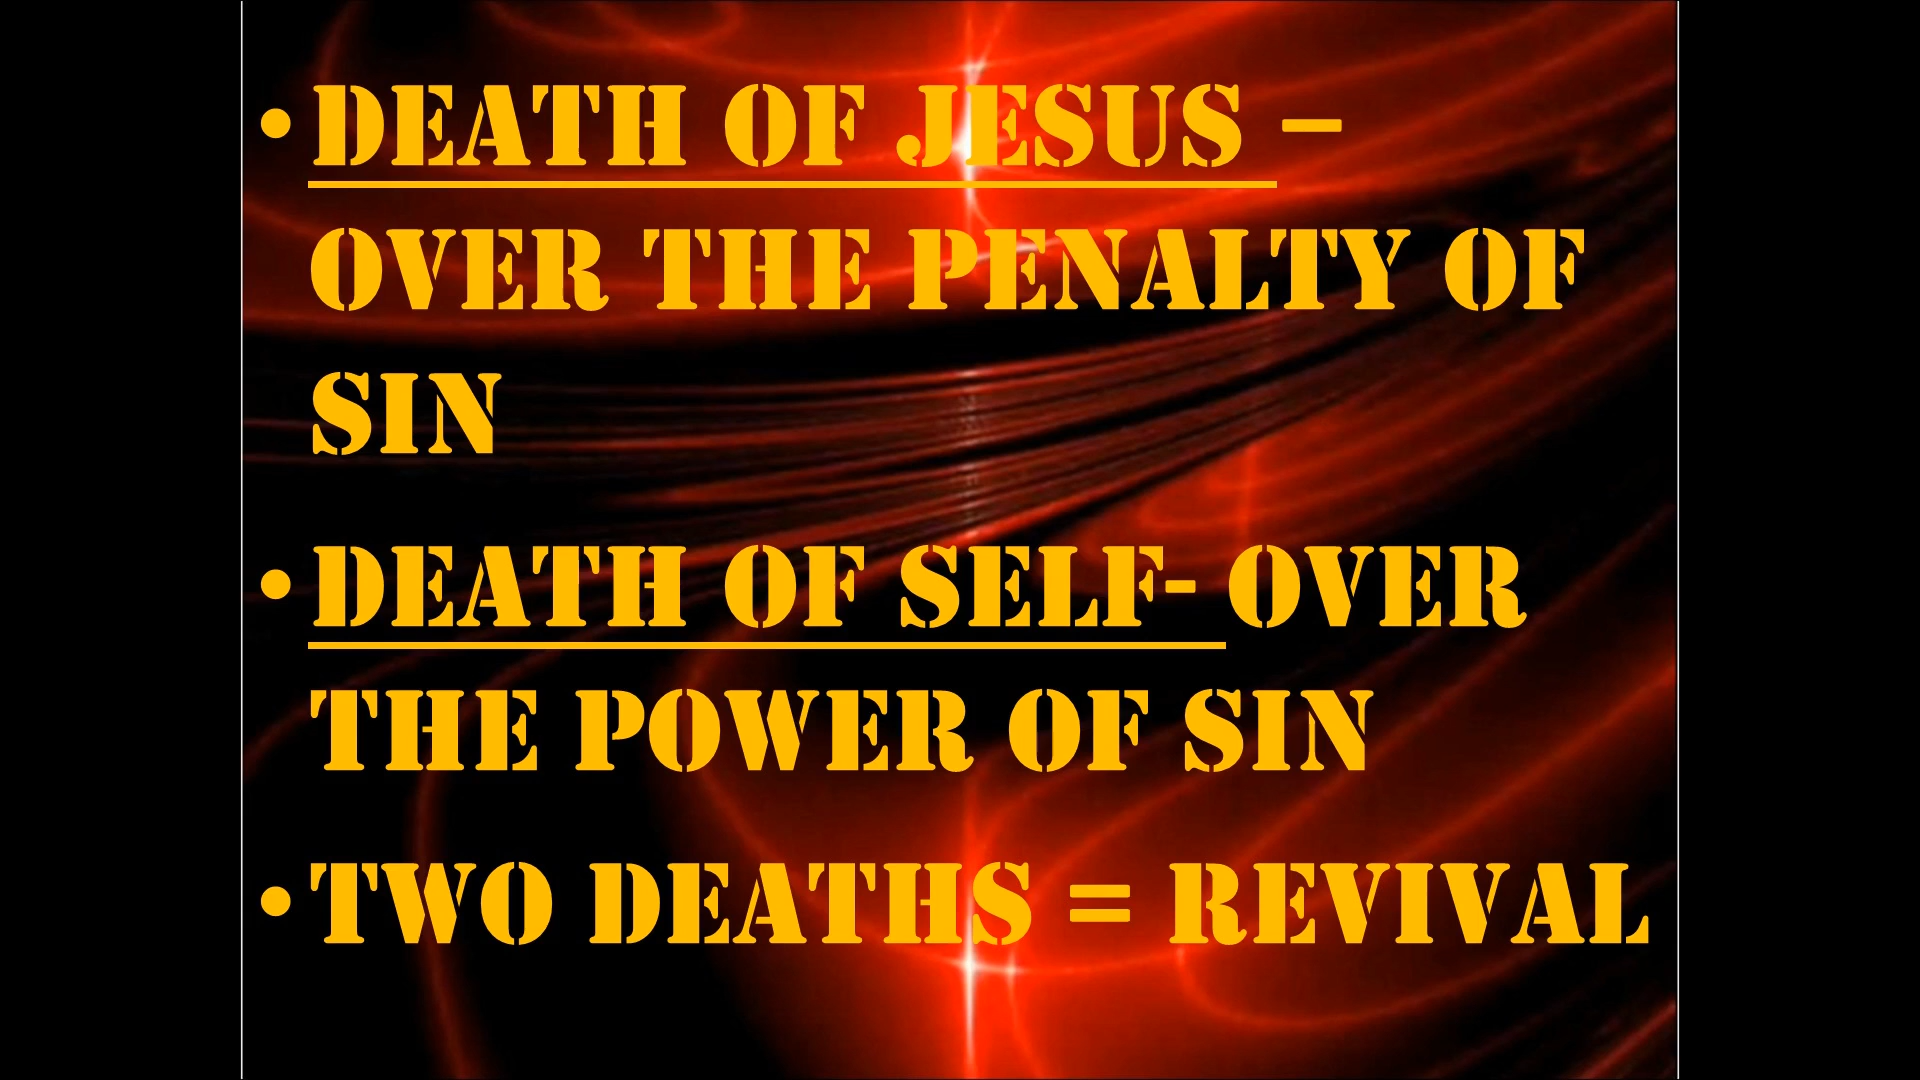 • DEATH OF JESUS –
OVER THE PENALTY OF
SIN
• DEATH OF SELF- OVER
THE POWER OF SIN
• TWO DEATHS = REVIVAL